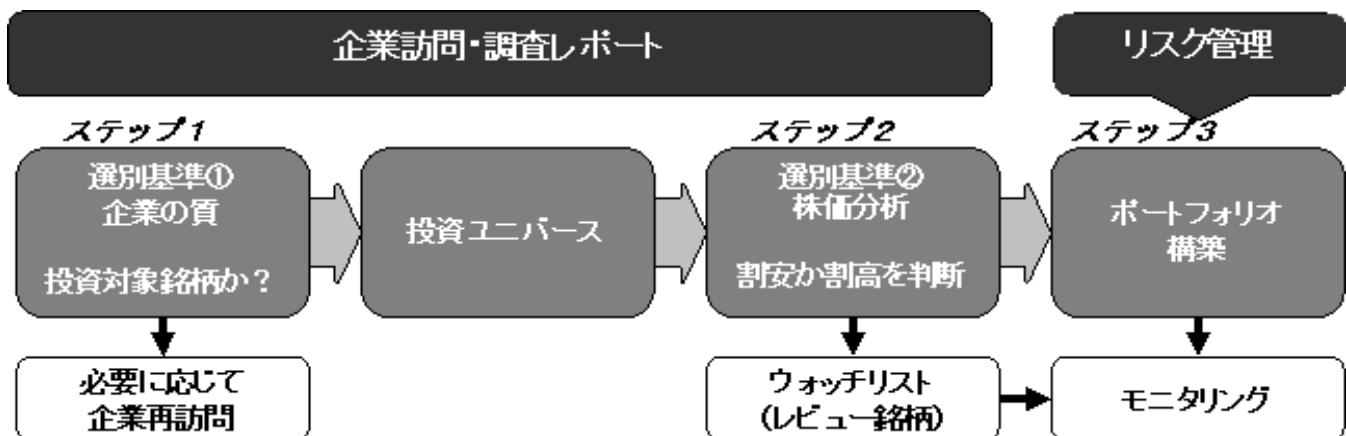 企業訪問・調査レポート
リスク管理
ステップ1
選別基準①
企業の質
投資対象銘柄か？
投資ユニバース
ステップ2
選別基準②
株価分析
割安か割高を判断
ステップ3
ポートフォリオ
構築
必要に応じて
企業再訪問
ウォッチリスト
(レビュー銘柄)
モニタリング